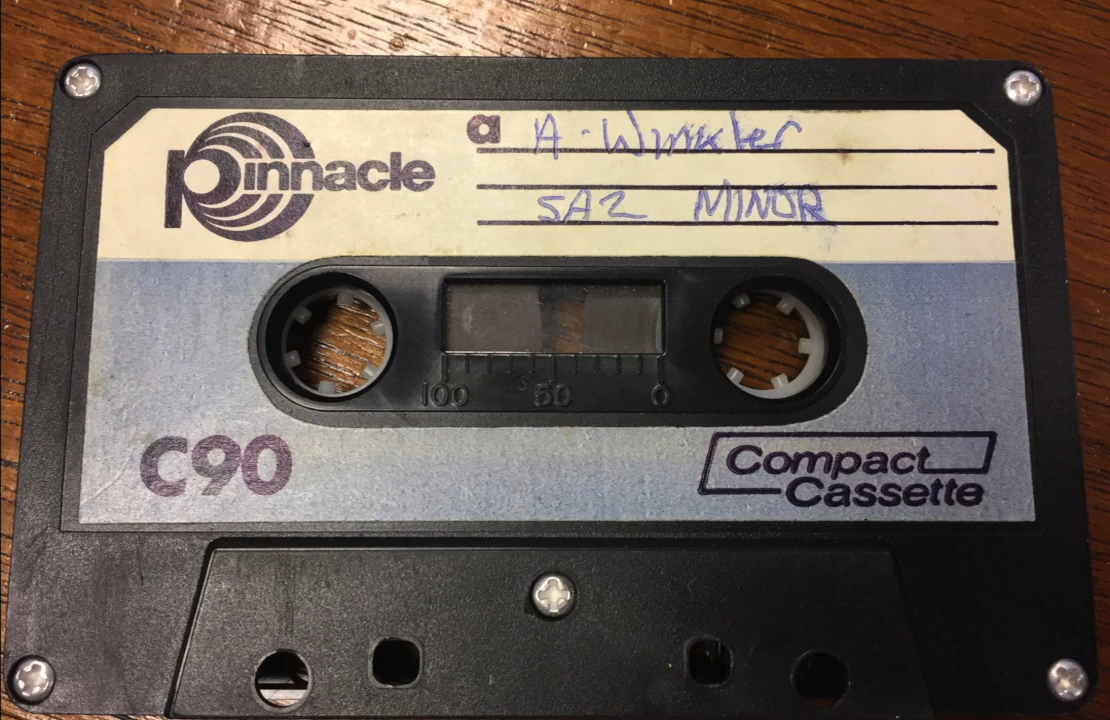 Pinnacle
a A. Winkler
SA2 MINOR
100 50 0
C90
Compact
Cassette